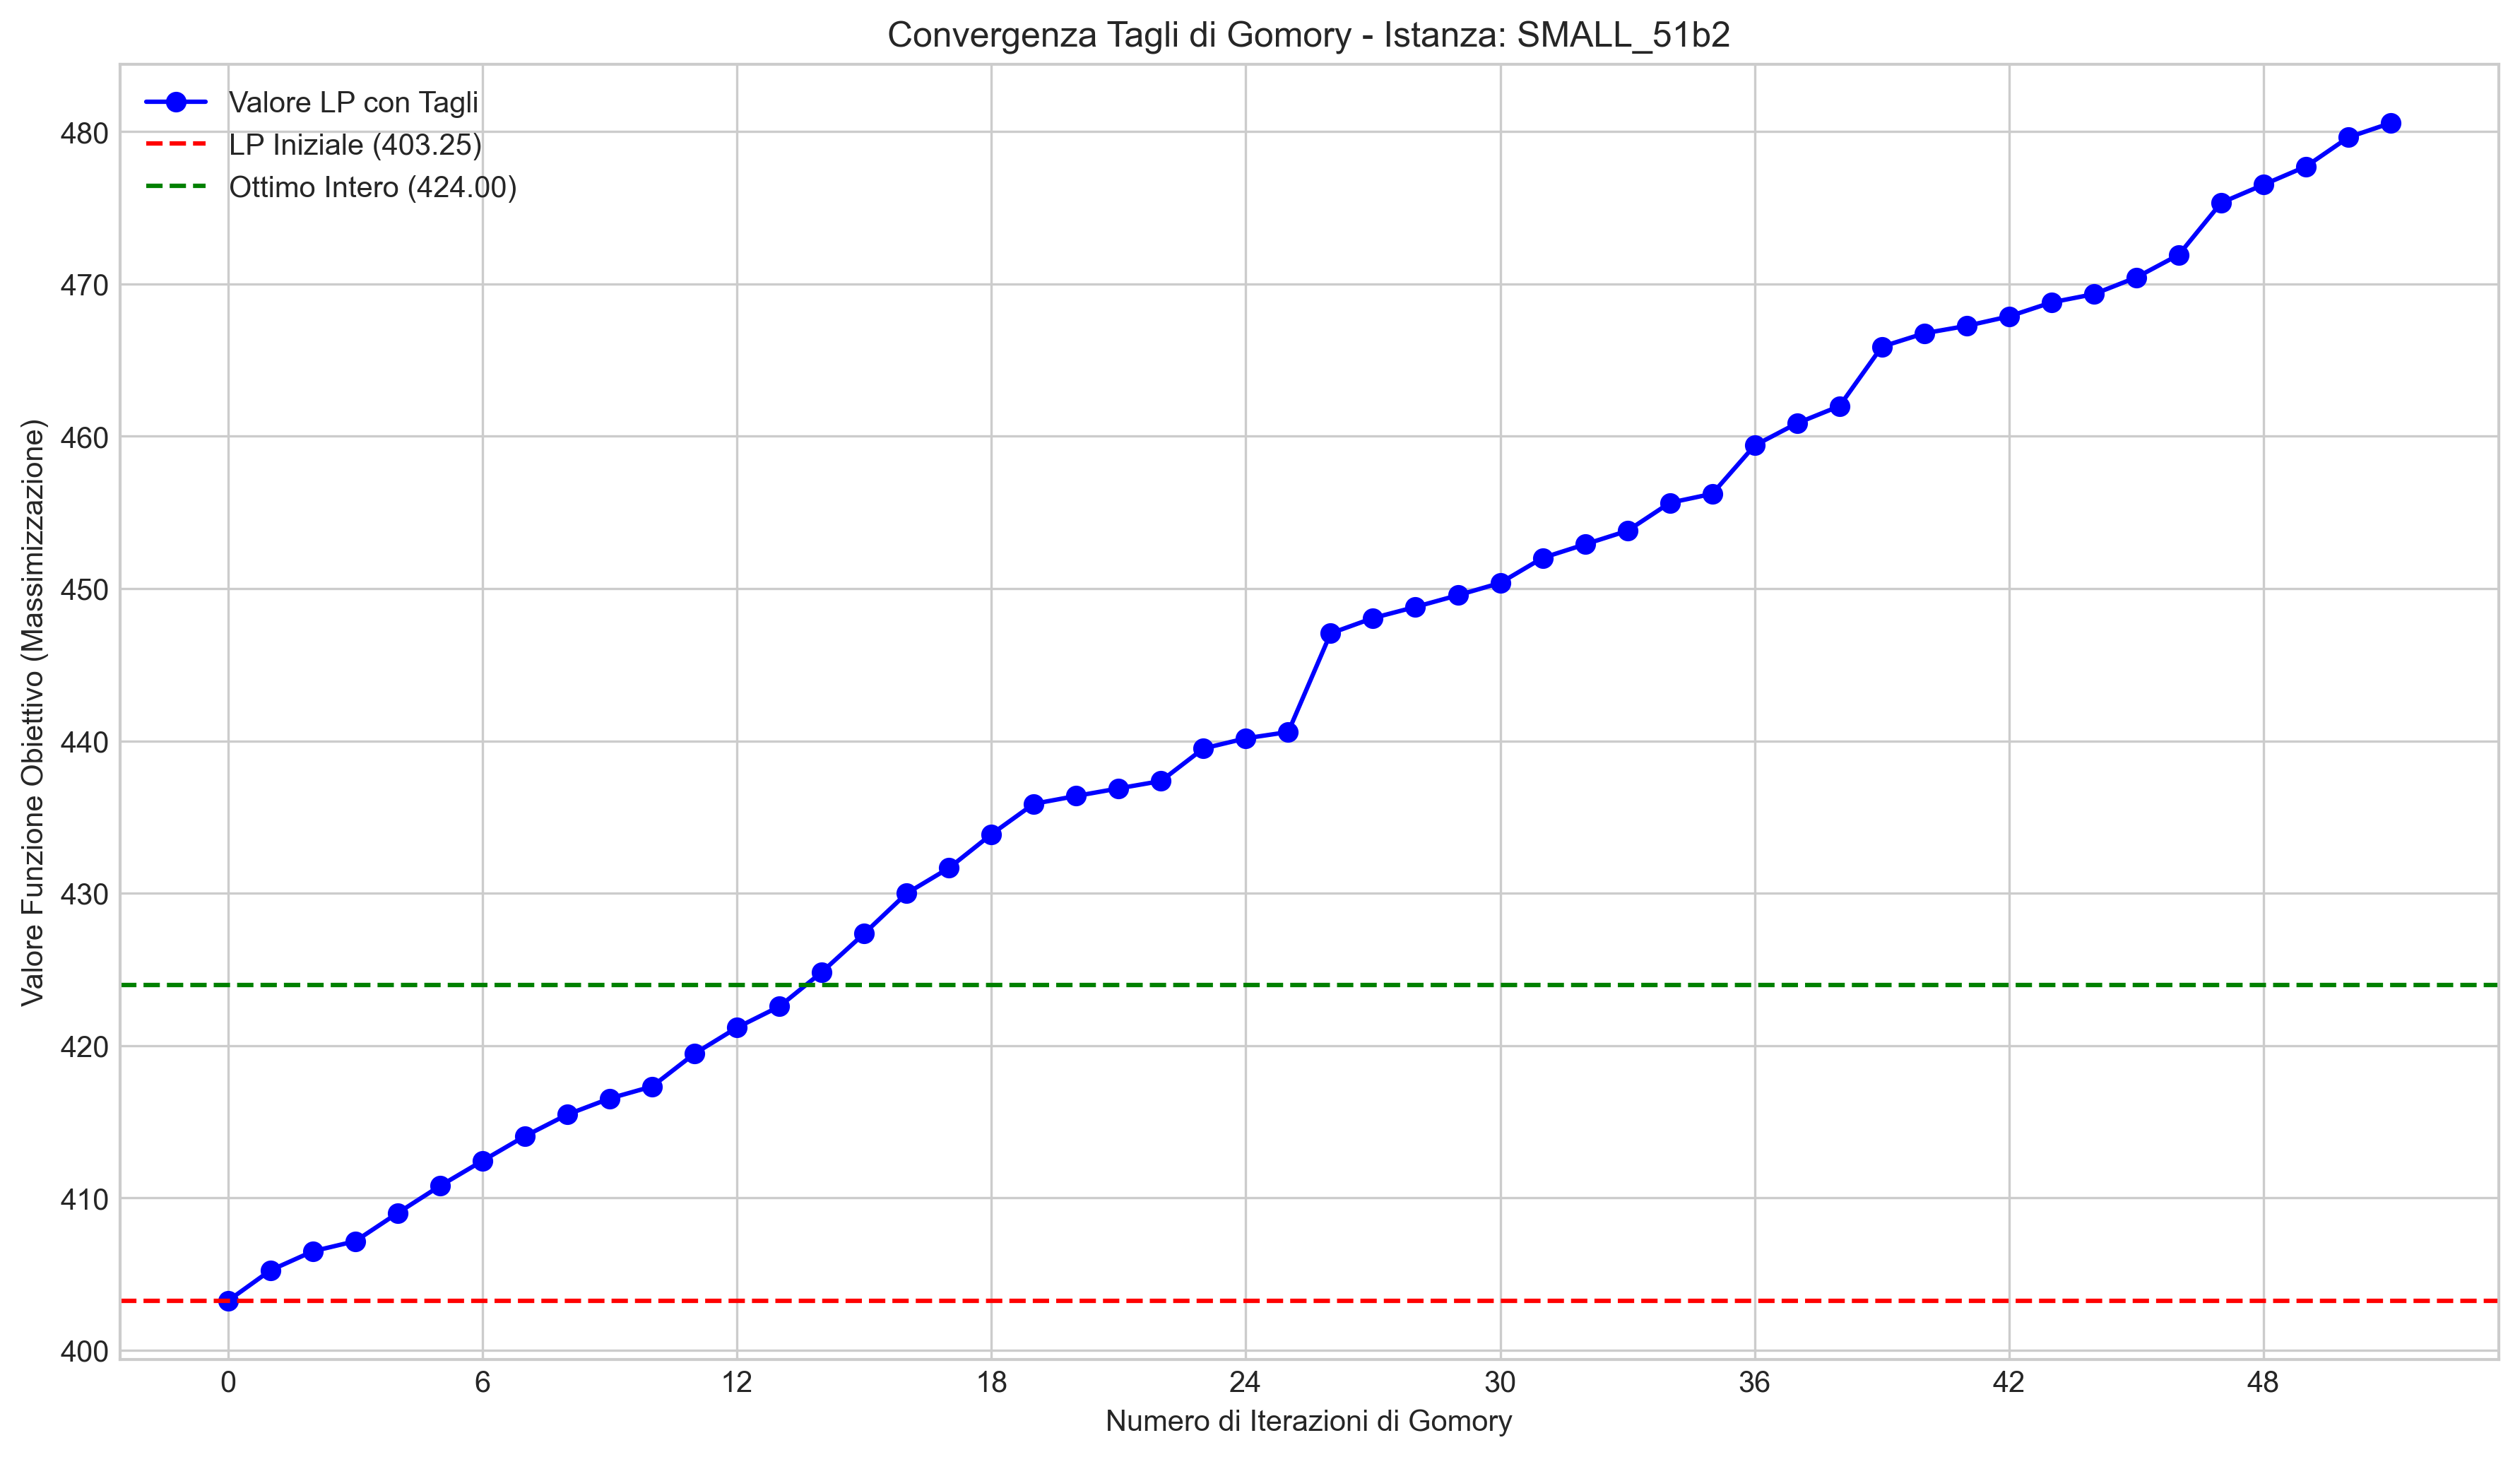 Convergenza Tagli di Gomory - Istanza: SMALL_51b2
Valore LP con Tagli
LP Iniziale (403.25)
Ottimo Intero (424.00)
Valore Funzione Obiettivo (Massimizzazione)
480
470
460
450
440
430
420
410
400
0 6 12 18 24 30 36 42 48
Numero di Iterazioni di Gomory